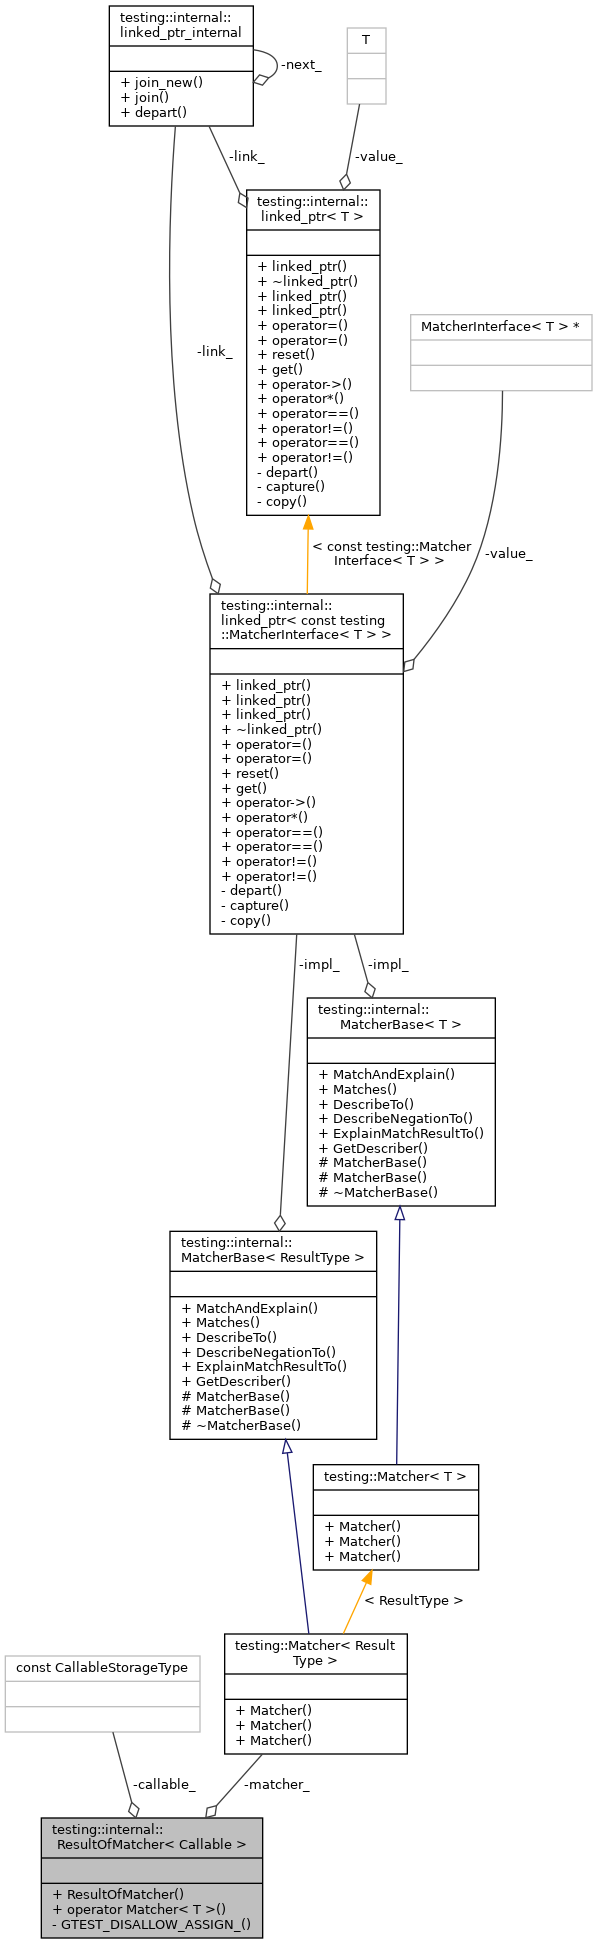 testing::internal::
linked_ptr_internal
+ join_new()
+ join()
+ depart()
-next_
T
-link_
-value_
testing::internal::
linked_ptr< T >
+ linked_ptr()
+ ~linked_ptr()
+ linked_ptr()
+ linked_ptr()
+ operator=()
+ operator=()
+ reset()
+ get()
+ operator->()
+ operator*()
+ operator==()
+ operator!=()
+ operator==()
+ operator!=()
- depart()
- capture()
- copy()
-link_
MatcherInterface< T > *
< const testing::Matcher
Interface< T > >
-value_
testing::internal::
linked_ptr< const testing
::MatcherInterface< T > >
+ linked_ptr()
+ linked_ptr()
+ linked_ptr()
+ ~linked_ptr()
+ operator=()
+ operator=()
+ reset()
+ get()
+ operator->()
+ operator*()
+ operator==()
+ operator==()
+ operator!=()
+ operator!=()
- depart()
- capture()
- copy()
-impl_
-impl_
testing::internal::
MatcherBase< T >
+ MatchAndExplain()
+ Matches()
+ DescribeTo()
+ DescribeNegationTo()
+ ExplainMatchResultTo()
+ GetDescriber()
# MatcherBase()
# MatcherBase()
# ~MatcherBase()
testing::internal::
MatcherBase< ResultType >
+ MatchAndExplain()
+ Matches()
+ DescribeTo()
+ DescribeNegationTo()
+ ExplainMatchResultTo()
+ GetDescriber()
# MatcherBase()
# MatcherBase()
# ~MatcherBase()
testing::Matcher< T >
+ Matcher()
+ Matcher()
+ Matcher()
< ResultType >
testing::Matcher< Result
Type >
+ Matcher()
+ Matcher()
+ Matcher()
const CallableStorageType
-callable_
-matcher_
testing::internal::
ResultOfMatcher< Callable >
+ ResultOfMatcher()
+ operator Matcher< T >()
- GTEST_DISALLOW_ASSIGN_()